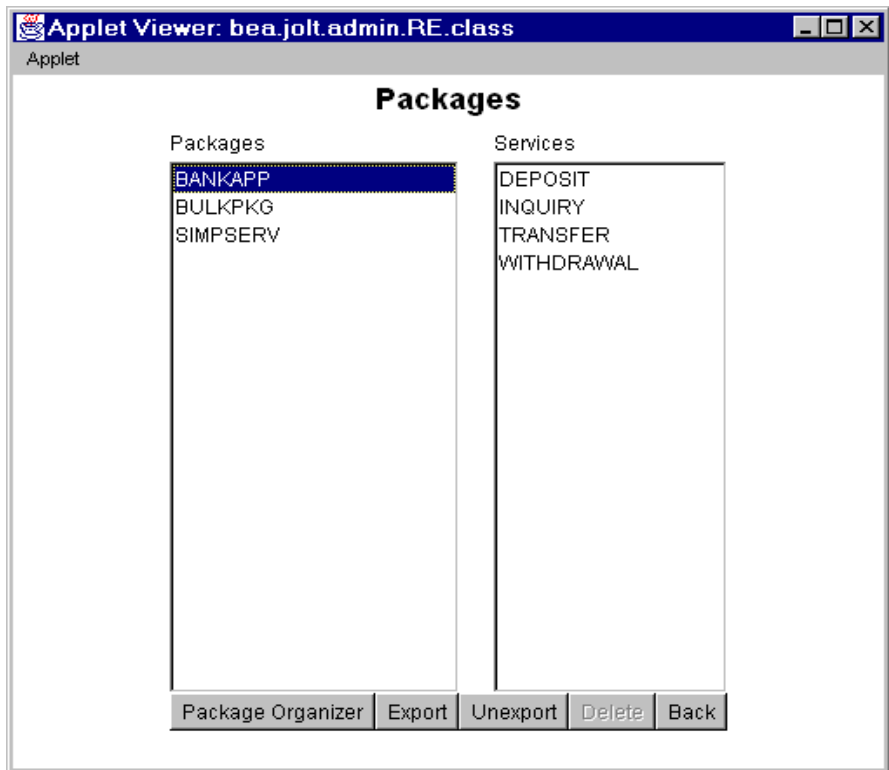 Applet Viewer: bea.jolt.admin.RE.class
Applet
Packages
Packages
Services
BANKAPP
BULKPKG
SIMPSERV
DEPOSIT
INQUIRY
TRANSFER
WITHDRAWAL
Package Organizer
Export
Unexport
Delete
Back